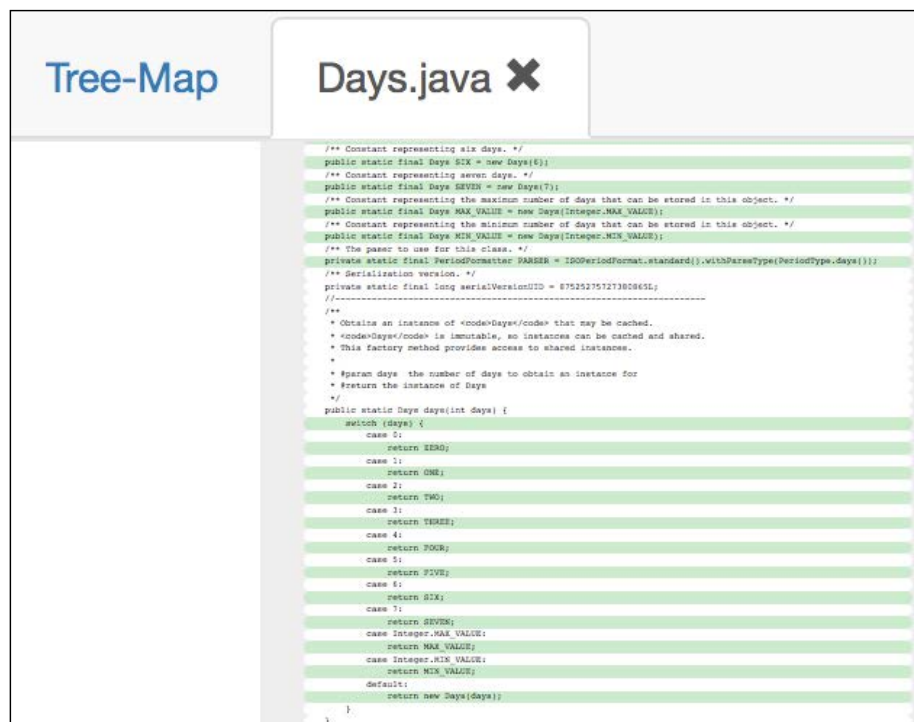 Tree-Map
Days.java ✖
/** Constant representing six days. */
public static final Days SIX = new Days(6);
/** Constant representing seven days. */
public static final Days SEVEN = new Days(7);
/** Constant representing the maximum number of days that can be stored in this object. */
public static final Days MAX_VALUE = new Days(Integer.MAX_VALUE);
/** Constant representing the minimum number of days that can be stored in this object. */
public static final Days MIN_VALUE = new Days(Integer.MIN_VALUE);
/** The paser to use for this class. */
private static final PeriodFormatter PARSER = ISOPeriodFormat.standard().withParseType(PeriodType.days());
/** Serialization version. */
private static final long serialVersionUID = 87525275727380865L;
//-----------------------------------------------------------------------
/**
* Obtains an instance of <code>Days</code> that may be cached.
* <code>Days</code> is immutable, so instances can be cached and shared.
* This factory method provides access to shared instances.
*
* @param days the number of days to obtain an instance for
* @return the instance of Days
*/
public static Days days(int days) {
switch (days) {
case 0:
return ZERO;
case 1:
return ONE;
case 2:
return TWO;
case 3:
return THREE;
case 4:
return FOUR;
case 5:
return FIVE;
case 6:
return SIX;
case 7:
return SEVEN;
case Integer.MAX_VALUE:
return MAX_VALUE;
case Integer.MIN_VALUE:
return MIN_VALUE;
default:
return new Days(days);
}
}